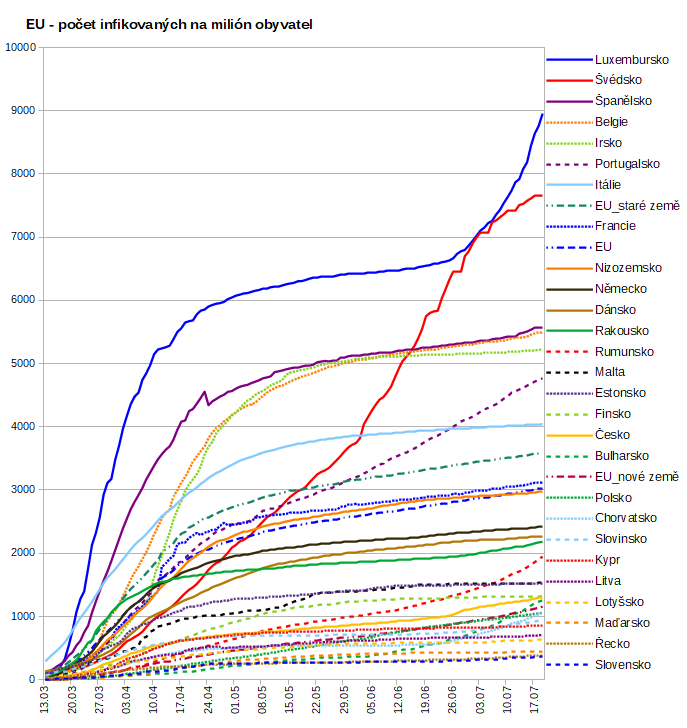 EU - počet infikovaných na milión obyvatel
10000
9000
8000
7000
6000
5000
4000
3000
2000
1000
0
13.03
20.03
27.03
03.04
10.04
17.04
24.04
01.05
08.05
15.05
22.05
29.05
05.06
12.06
19.06
26.06
03.07
10.07
17.07
Luxembursko
Švédsko
Španělsko
Belgie
Irsko
Portugalsko
Itálie
EU_staré země
Francie
EU
Nizozemsko
Německo
Dánsko
Rakousko
Rumunsko
Malta
Estonsko
Finsko
Česko
Bulharsko
EU_nové země
Polsko
Chorvatsko
Slovinsko
Kypr
Litva
Lotyšsko
Maďarsko
Řecko
Slovensko